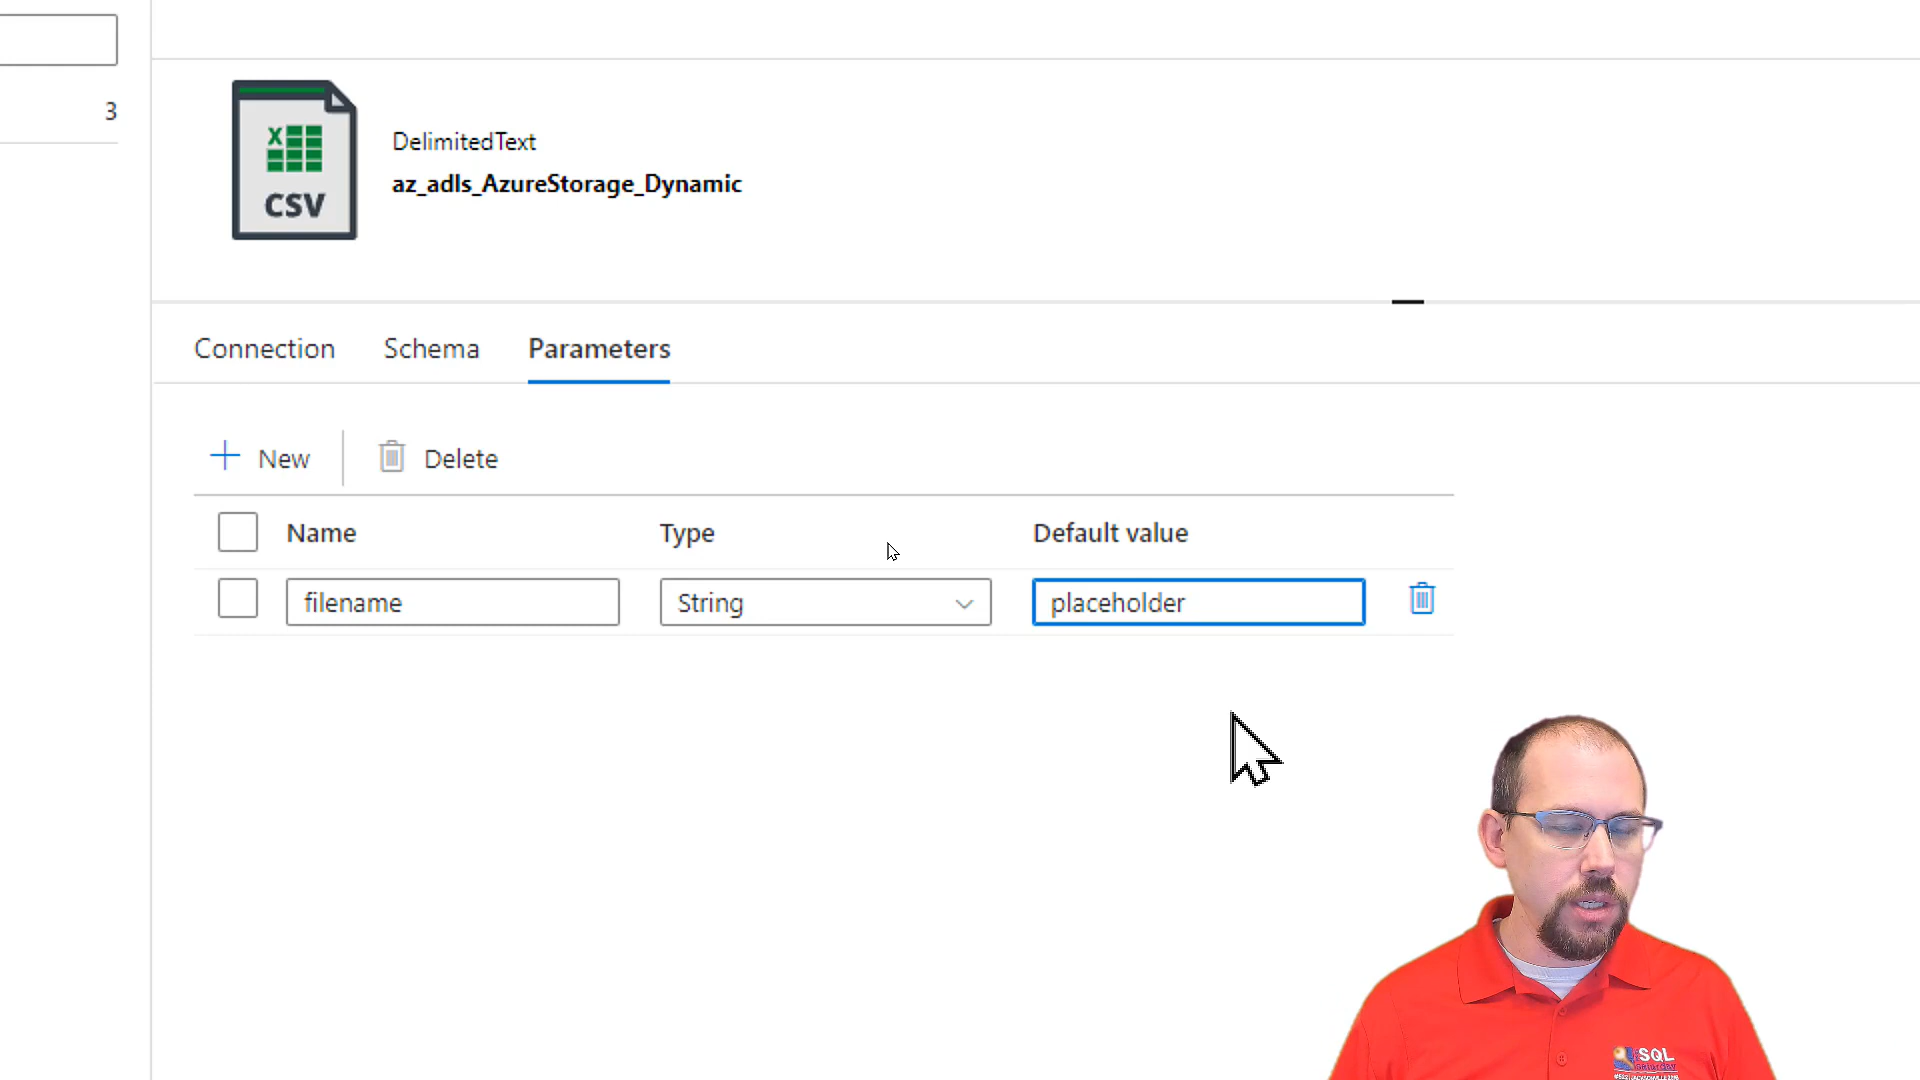 3
CSV
DelimitedText
az_adls_AzureStorage_Dynamic
Connection Schema Parameters
New Delete
Name Type Default value
filename String placeholder
SQL